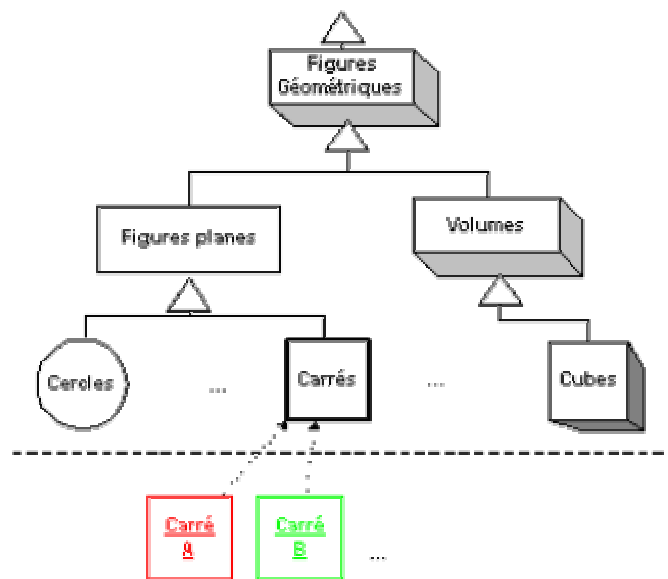 Figures
Géométriques
Figures planes
Volumes
Cercles
...
Carrés
...
Cubes
Carré
A
Carré
B
...